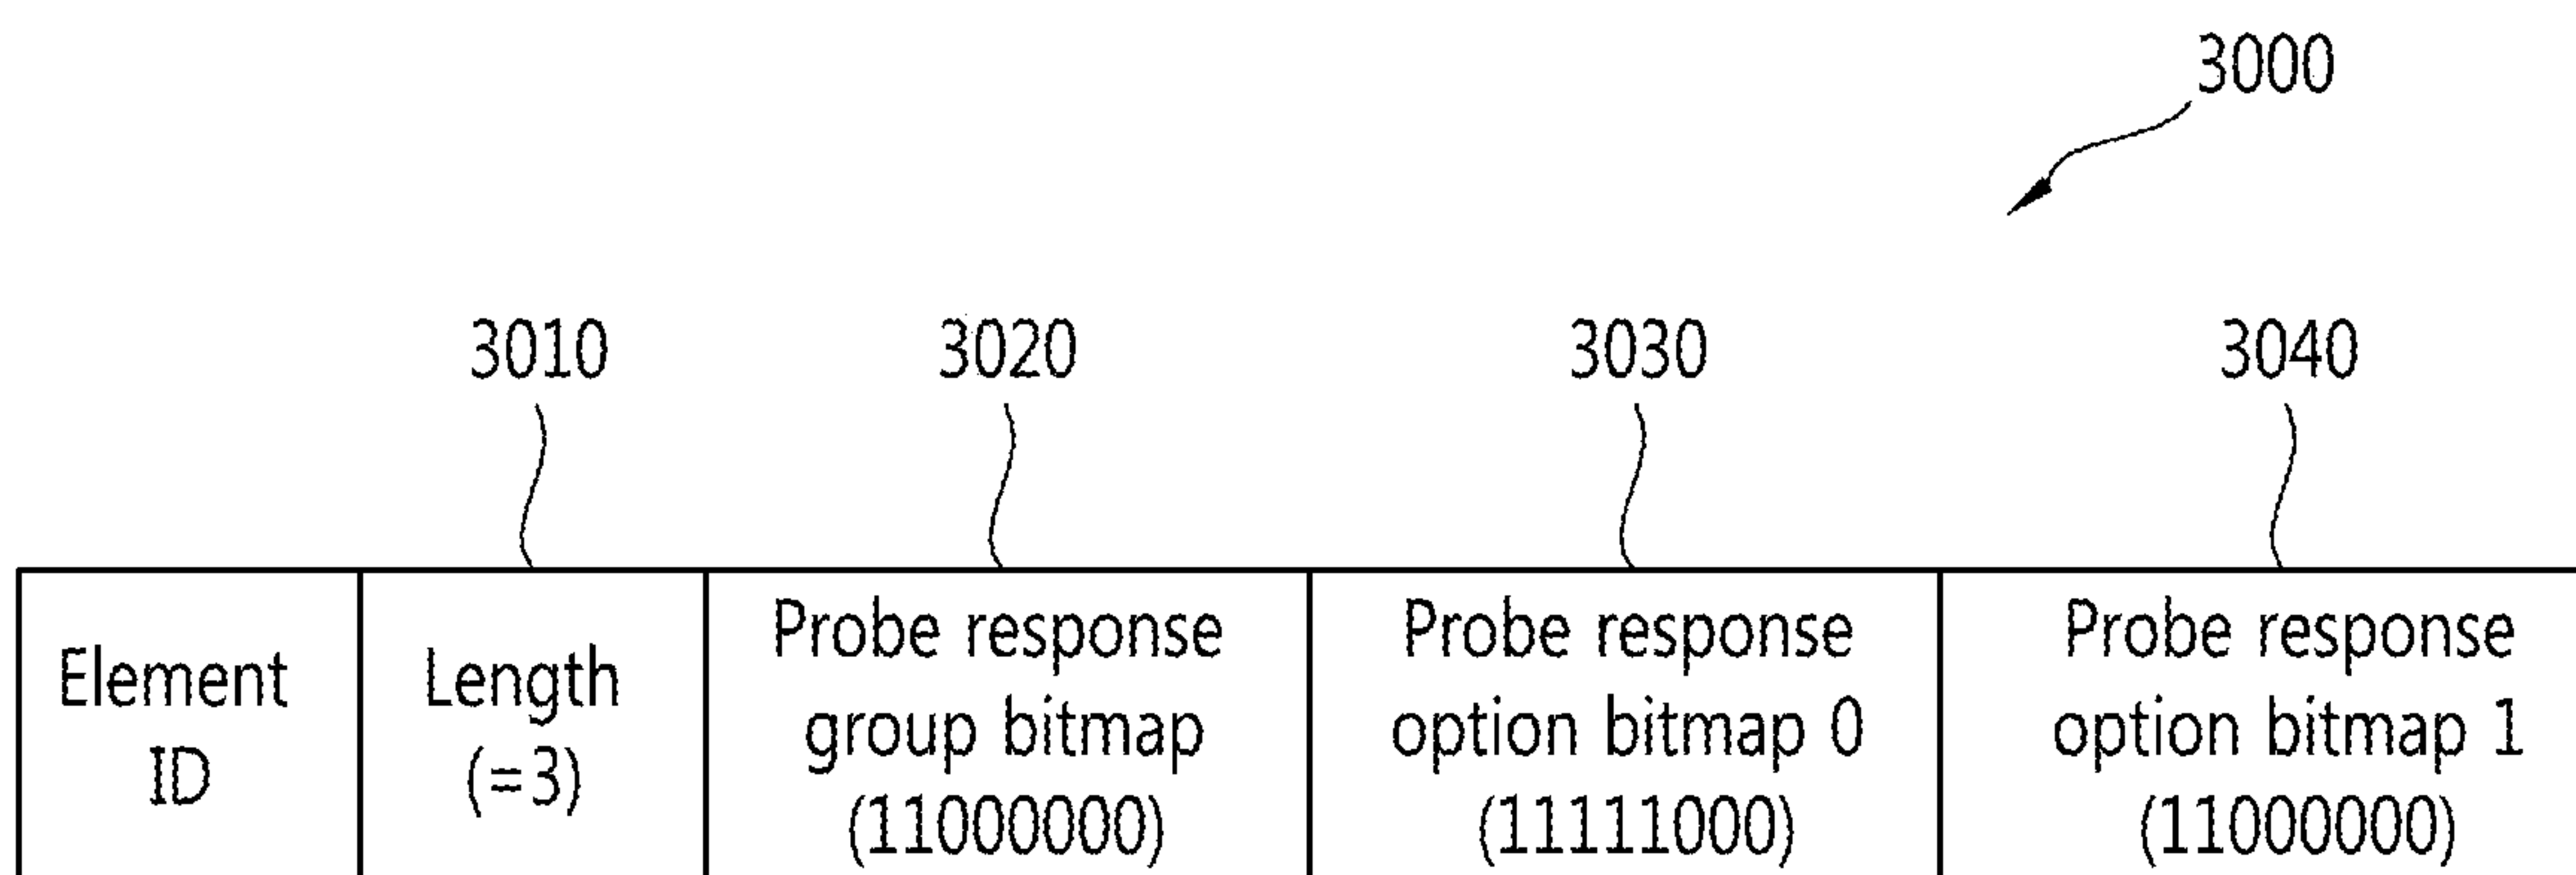 3000
3010
3020
3030
3040
Element
ID
Length
(=3)
Probe response
group bitmap
(11000000)
Probe response
option bitmap 0
(11111000)
Probe response
option bitmap 1
(11000000)